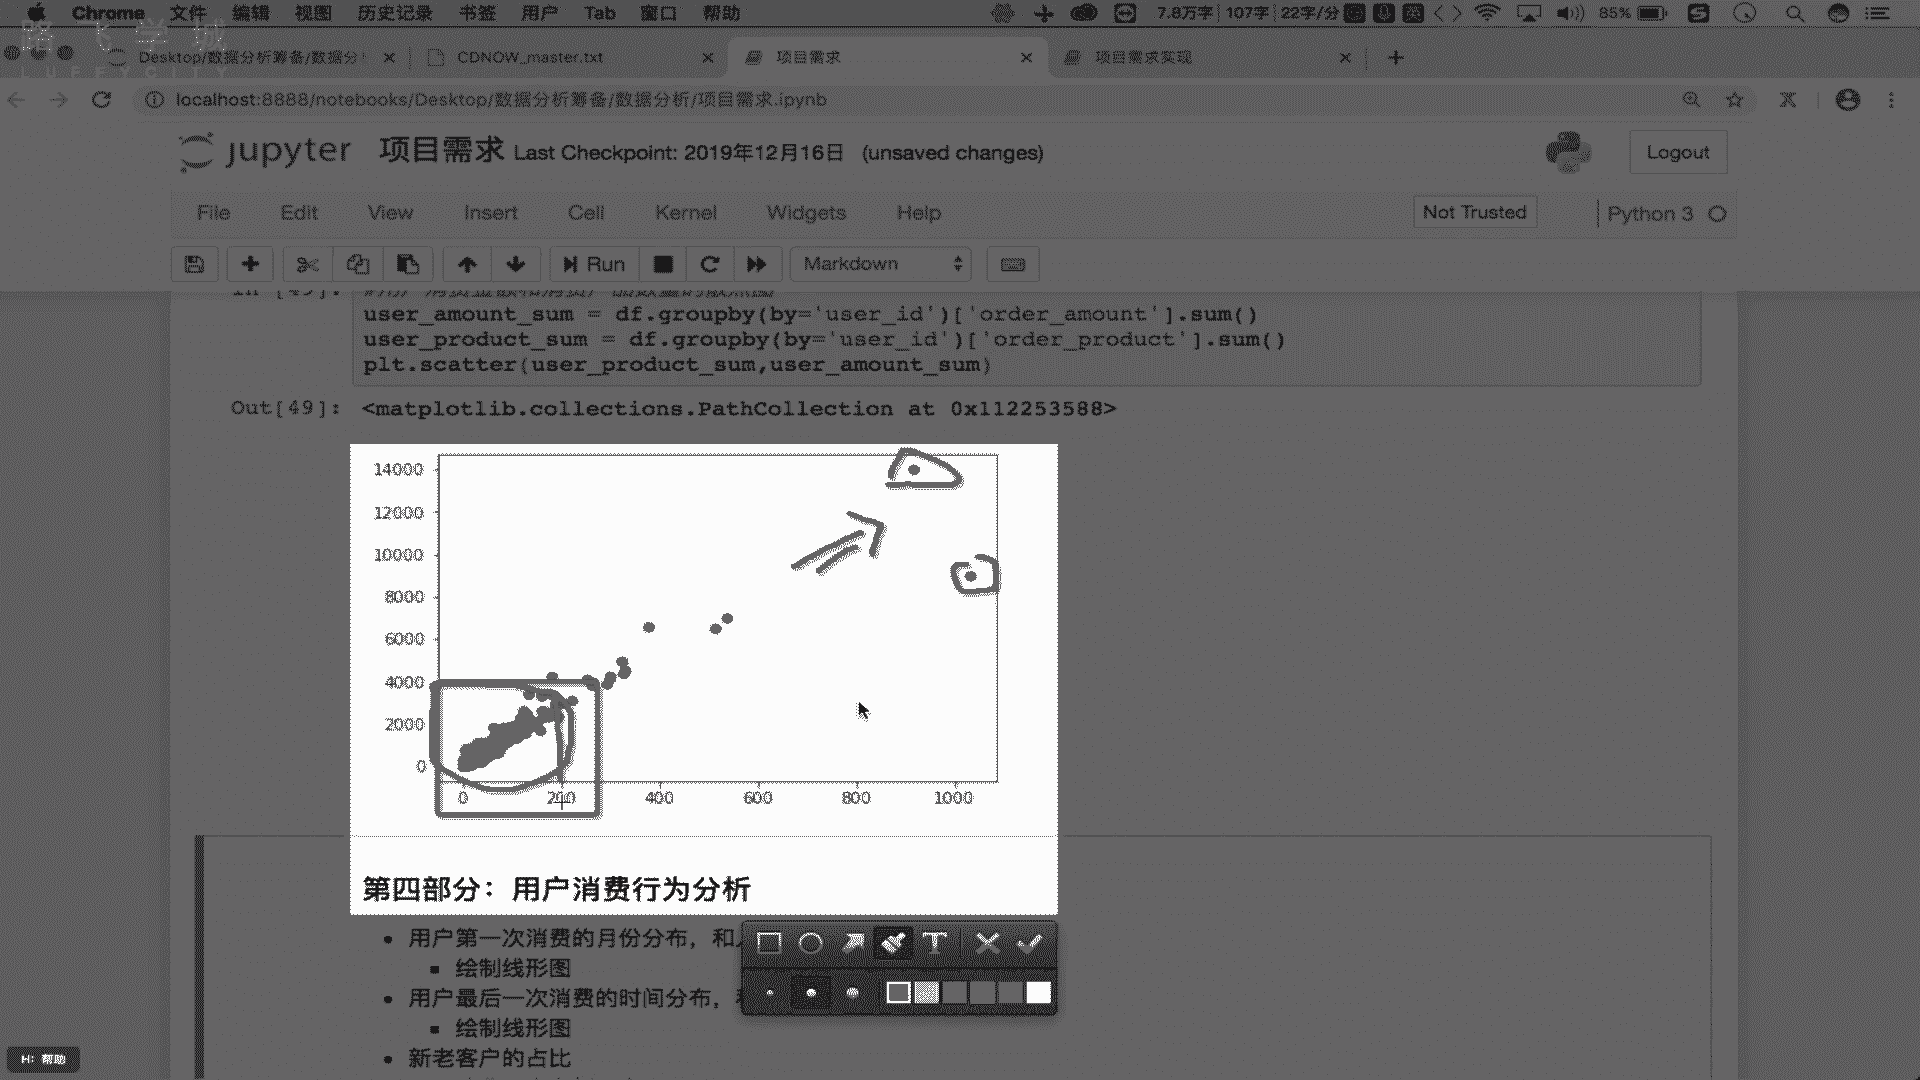 Chrome 文件 编辑 视图 历史记录 书签 用户 Tab 窗口 帮助 7.8万字 107字 22字/分 英 85%
路 飞 学 城
LUFFYCITY
Desktop/数据分析筹备/数据分 CDNOW_master.txt 项目需求 项目需求实现
localhost:8888/notebooks/Desktop/数据分析筹备/数据分析/项目需求.ipynb
jupyter 项目需求 Last Checkpoint: 2019年12月16日 (unsaved changes) Logout
File Edit View Insert Cell Kernel Widgets Help Not Trusted Python 3
Run Markdown
user_amount_sum = df.groupby(by='user_id')['order_amount'].sum()
user_product_sum = df.groupby(by='user_id')['order_product'].sum()
plt.scatter(user_product_sum,user_amount_sum)
Out[49]: <matplotlib.collections.PathCollection at 0x112253588>
14000
12000
10000
8000
6000
4000
2000
0
0 200 400 600 800 1000
第四部分：用户消费行为分析
用户第一次消费的月份分布，和
绘制线形图
用户最后一次消费的时间分布，
绘制线形图
新老客户的占比
H: 帮助